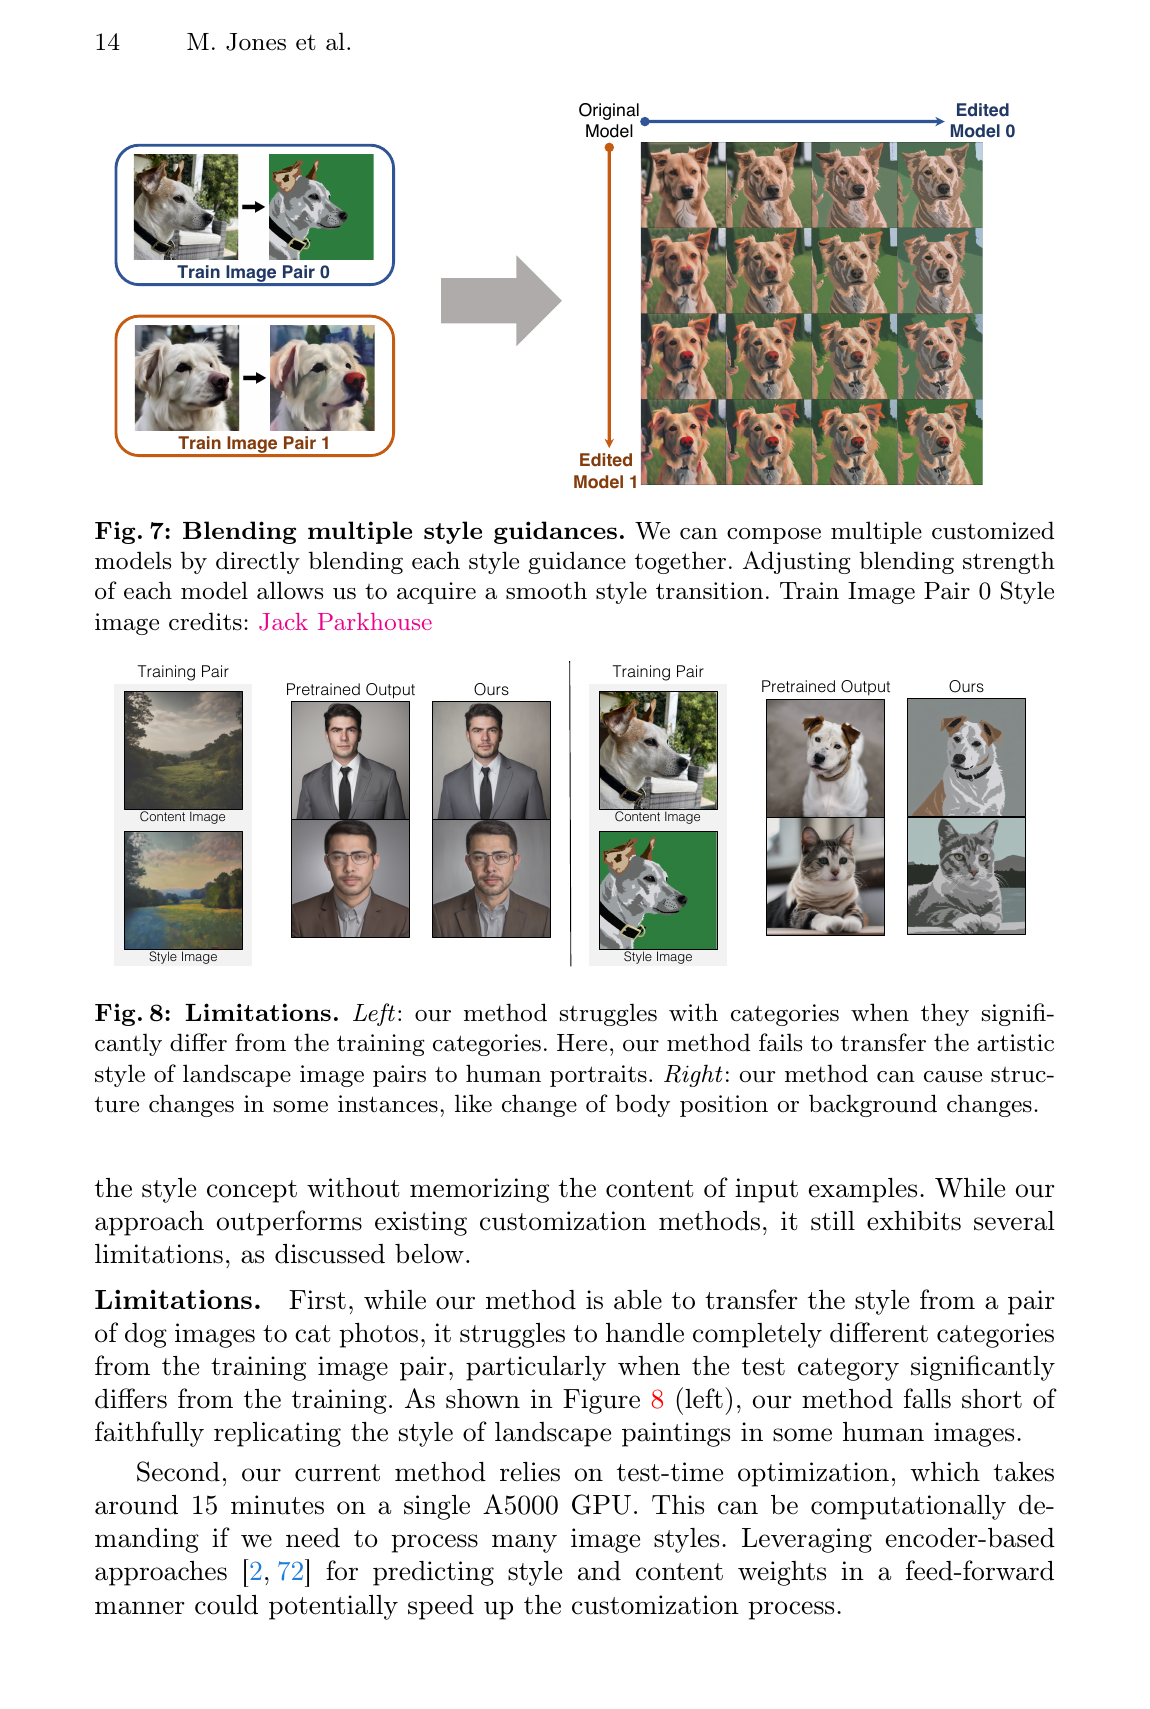 14 M. Jones et al.
Original
Model
Edited
Model 0
Train Image Pair 0
Train Image Pair 1
Edited
Model 1
Fig. 7: Blending multiple style guidances. We can compose multiple customized
models by directly blending each style guidance together. Adjusting blending strength
of each model allows us to acquire a smooth style transition. Train Image Pair 0 Style
image credits: Jack Parkhouse
Training Pair
Pretrained Output
Ours
Content Image
Style Image
Training Pair
Pretrained Output
Ours
Content Image
Style Image
Fig. 8: Limitations. Left: our method struggles with categories when they signifi-
cantly differ from the training categories. Here, our method fails to transfer the artistic
style of landscape image pairs to human portraits. Right: our method can cause struc-
ture changes in some instances, like change of body position or background changes.
the style concept without memorizing the content of input examples. While our
approach outperforms existing customization methods, it still exhibits several
limitations, as discussed below.
Limitations. First, while our method is able to transfer the style from a pair
of dog images to cat photos, it struggles to handle completely different categories
from the training image pair, particularly when the test category significantly
differs from the training. As shown in Figure 8 (left), our method falls short of
faithfully replicating the style of landscape paintings in some human images.
Second, our current method relies on test-time optimization, which takes
around 15 minutes on a single A5000 GPU. This can be computationally de-
manding if we need to process many image styles. Leveraging encoder-based
approaches [2, 72] for predicting style and content weights in a feed-forward
manner could potentially speed up the customization process.